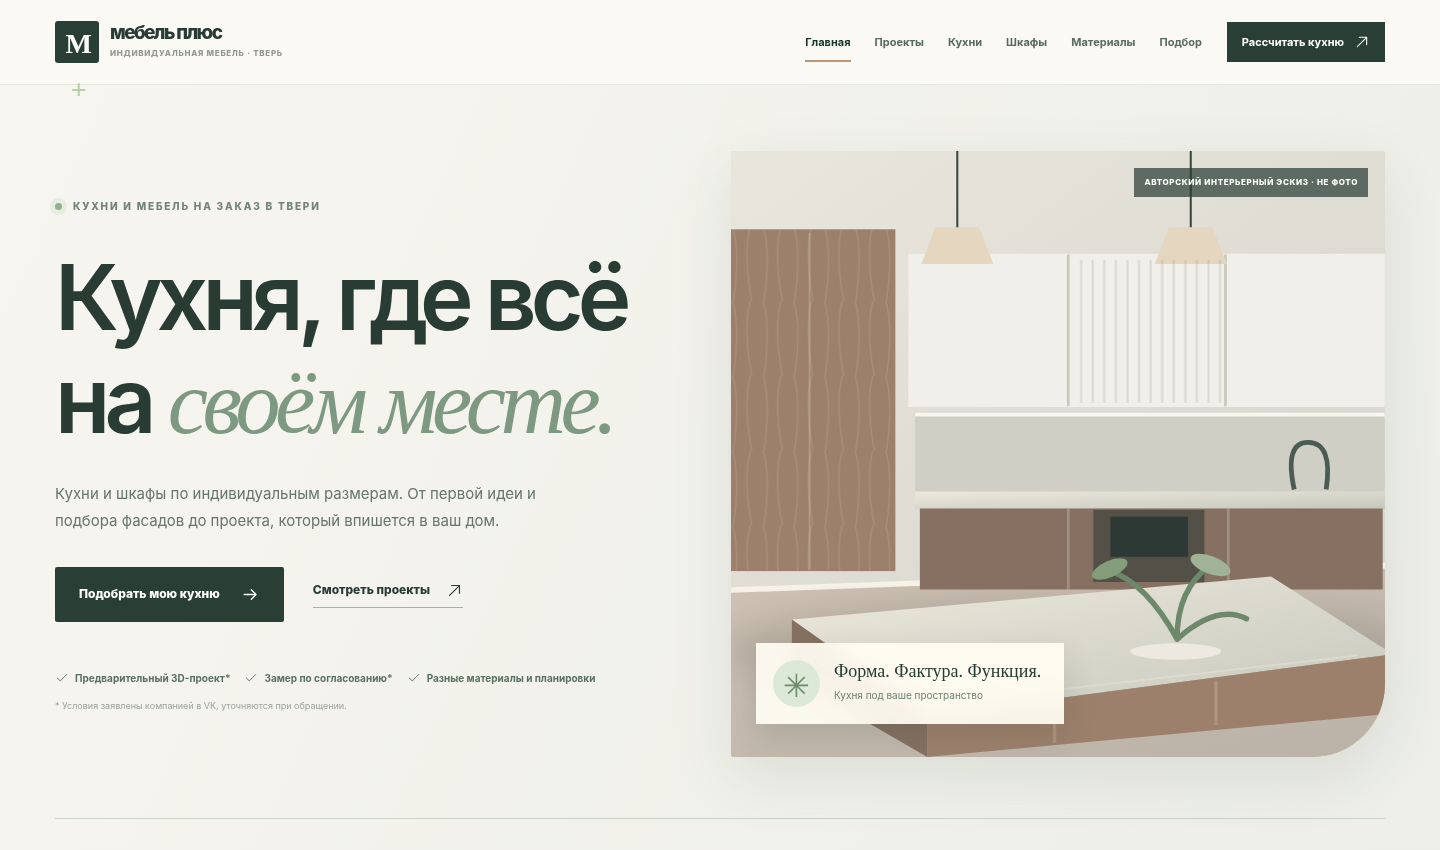 M
мебель плюс
ИНДИВИДУАЛЬНАЯ МЕБЕЛЬ · ТВЕРЬ
Главная
Проекты
Кухни
Шкафы
Материалы
Подбор
Рассчитать кухню
АВТОРСКИЙ ИНТЕРЬЕРНЫЙ ЭСКИЗ · НЕ ФОТО
КУХНИ И МЕБЕЛЬ НА ЗАКАЗ В ТВЕРИ
Кухня, где всё
на своём месте.
Кухни и шкафы по индивидуальным размерам. От первой идеи и
подбора фасадов до проекта, который впишется в ваш дом.
Подобрать мою кухню
Смотреть проекты
Предварительный 3D-проект*
Замер по согласованию*
Разные материалы и планировки
* Условия заявлены компанией в VK, уточняются при обращении.
Форма. Фактура. Функция.
Кухня под ваше пространство